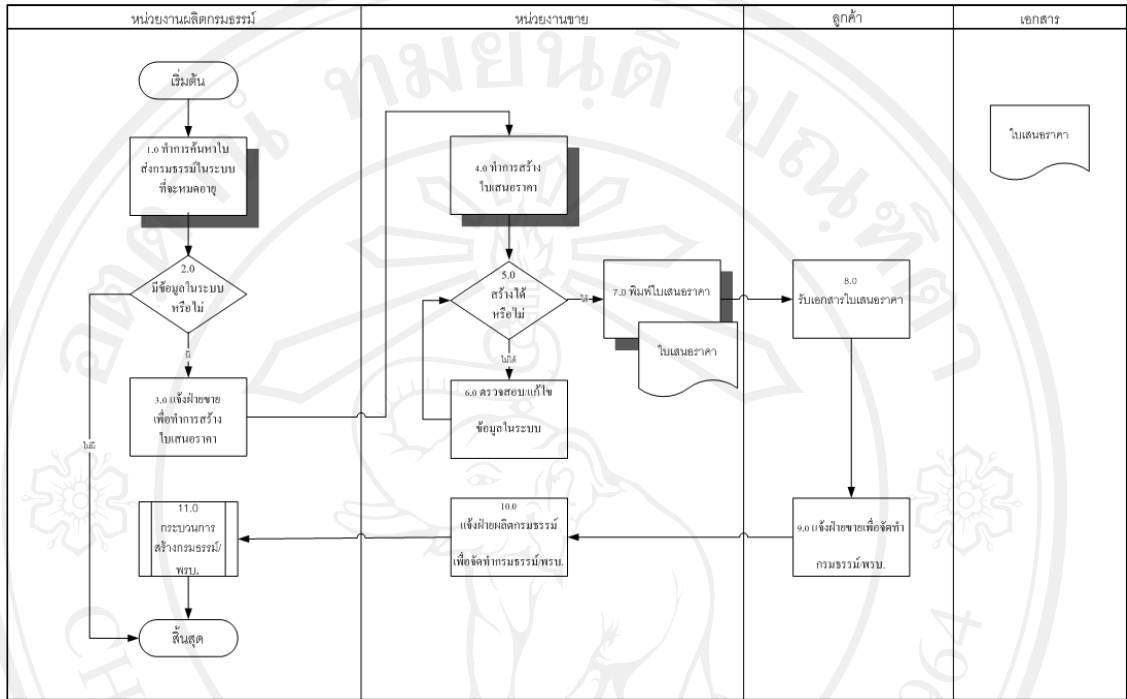 หน่วยงานผลิตกรมธรรม์
หน่วยงานขาย
ลูกค้า
เอกสาร
เริ่มต้น
1.0 ทำการค้นหาใบ
ส่งกรมธรรม์ในระบบ
ที่จะหมดอายุ
2.0
มีข้อมูลในระบบ
หรือไม่
มี
ไม่มี
3.0 แจ้งฝ่ายขาย
เพื่อทำการสร้าง
ใบเสนอราคา
4.0 ทำการสร้าง
ใบเสนอราคา
5.0
สร้างได้
หรือไม่
ได้
ไม่ได้
6.0 ตรวจสอบ/แก้ไข
ข้อมูลในระบบ
7.0 พิมพ์ใบเสนอราคา
ใบเสนอราคา
8.0
รับเอกสารใบเสนอราคา
ใบเสนอราคา
9.0 แจ้งฝ่ายขายเพื่อจัดทำ
กรมธรรม์/พรบ.
10.0
แจ้งฝ่ายผลิตกรมธรรม์
เพื่อจัดทำกรมธรรม์/พรบ.
11.0
กระบวนการ
สร้างกรมธรรม์/
พรบ.
สิ้นสุด